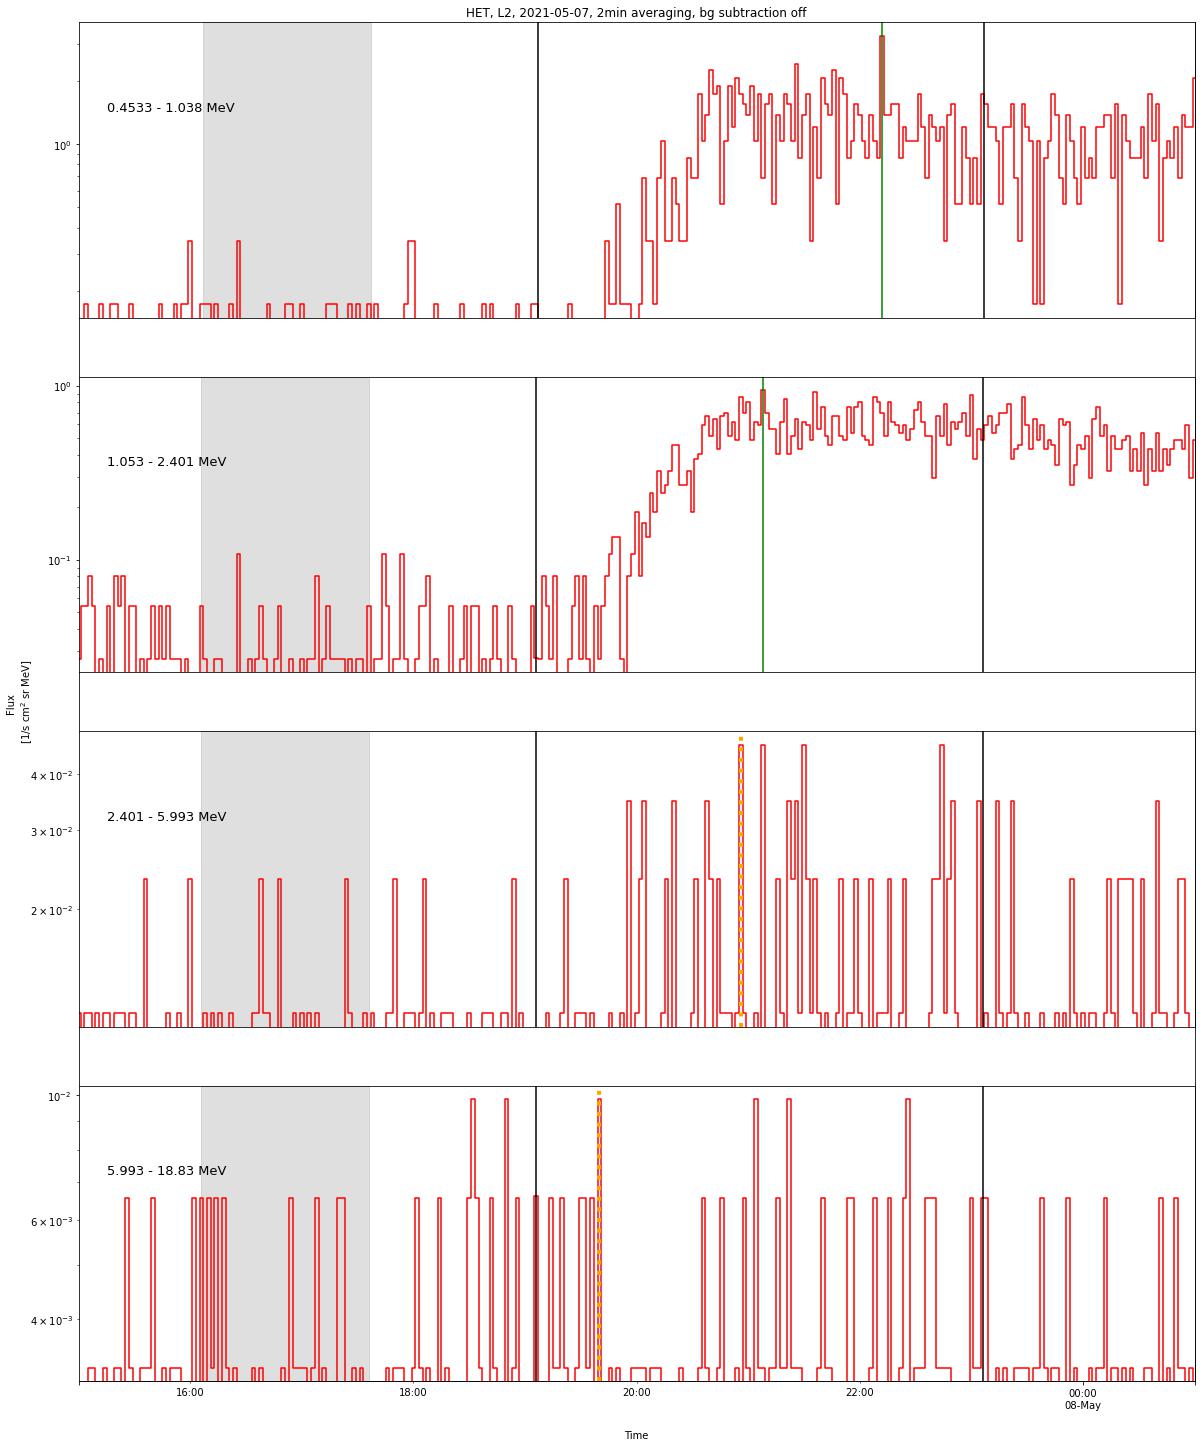 HET, L2, 2021-05-07, 2min averaging, bg subtraction off
10⁰
0.4533 - 1.038 MeV
10⁰
10⁻¹
1.053 - 2.401 MeV
Flux
[1/s cm² sr MeV]
4 × 10⁻²
3 × 10⁻²
2 × 10⁻²
2.401 - 5.993 MeV
10⁻²
6 × 10⁻³
4 × 10⁻³
5.993 - 18.83 MeV
16:00 18:00 20:00 22:00 00:00
08-May
Time